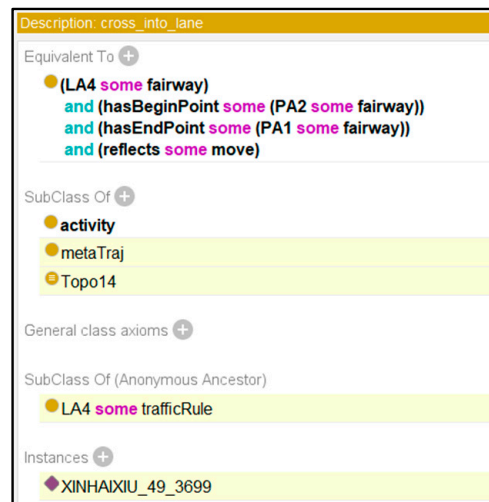 Description: cross_into_lane
Equivalent To
(LA4 some fairway)
and (hasBeginPoint some (PA2 some fairway))
and (hasEndPoint some (PA1 some fairway))
and (reflects some move)
SubClass Of
activity
metaTraj
Topo14
General class axioms
SubClass Of (Anonymous Ancestor)
LA4 some trafficRule
Instances
XINHAIXIU_49_3699